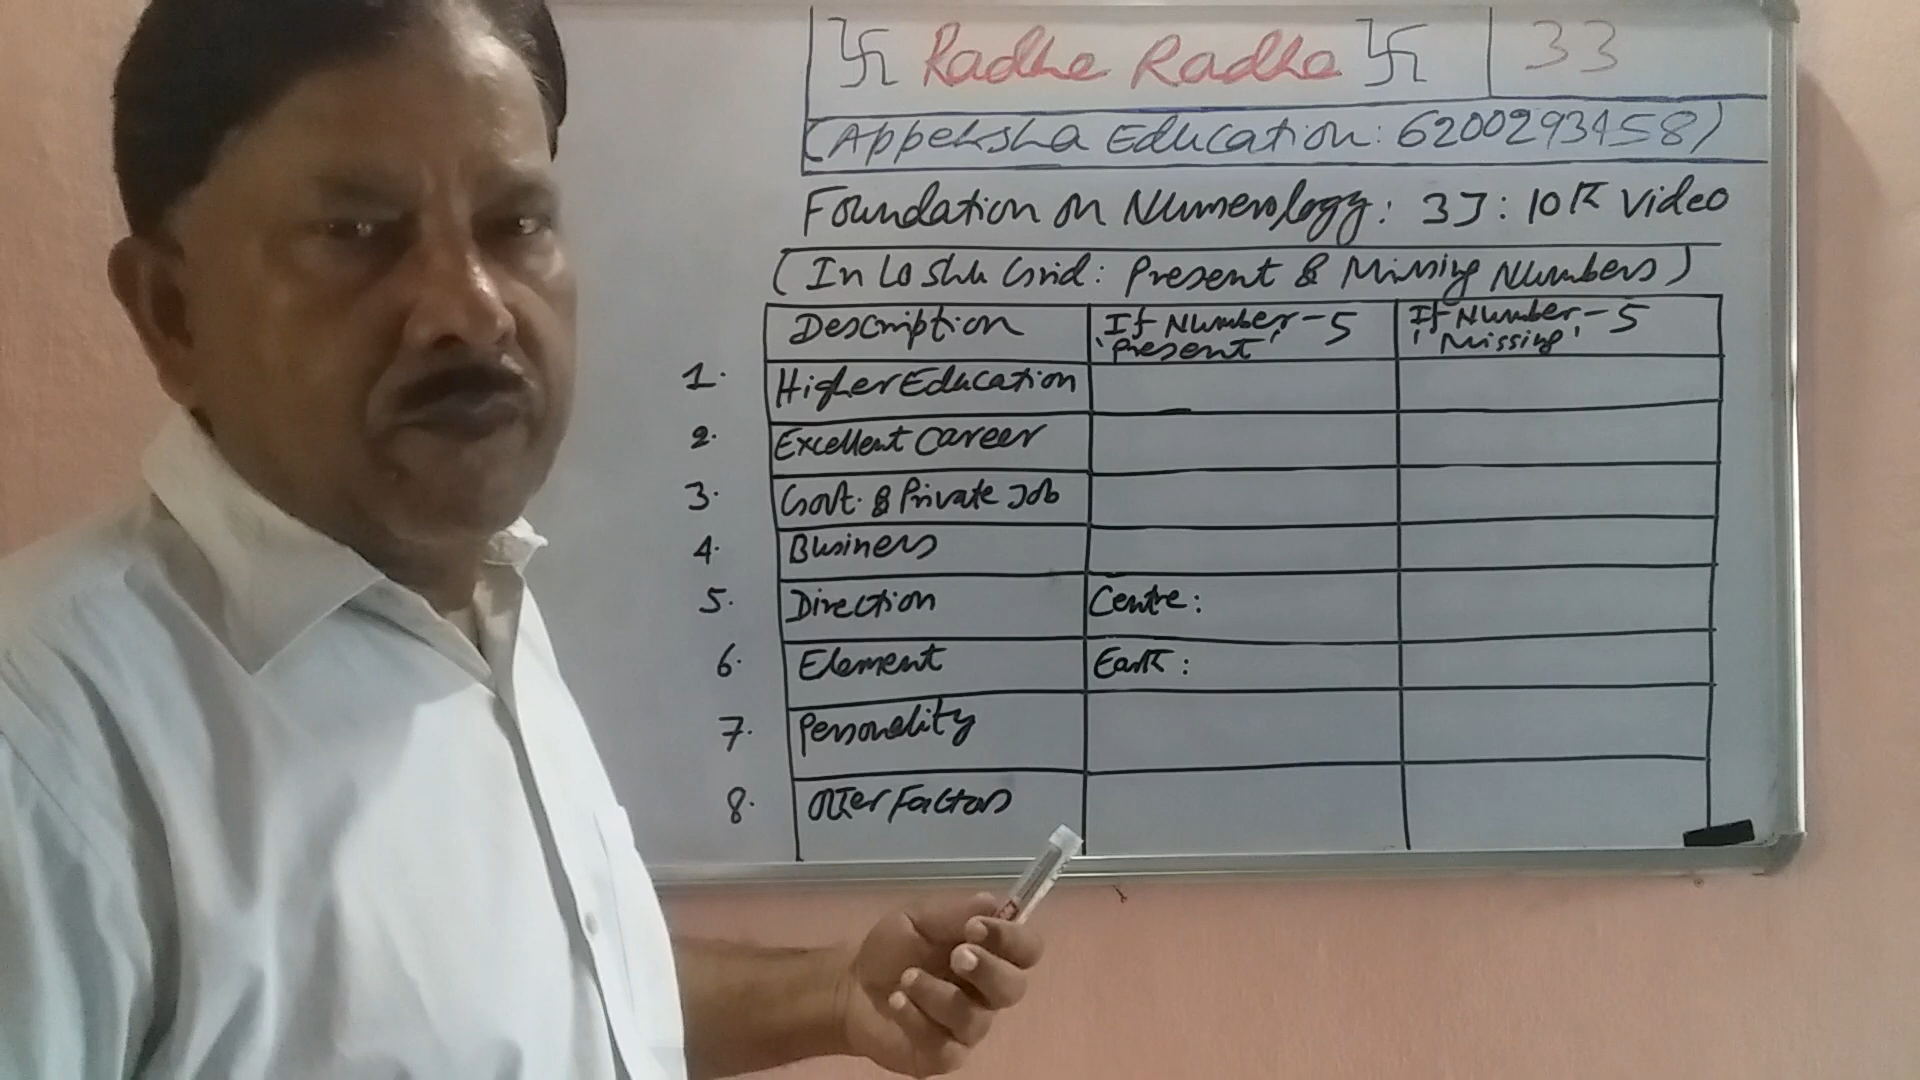 卐 Radhe Radhe 卐 33
(Appeksha Education: 6200293458)
Foundation on Numerology: 33: 10K Video
(In Lo Shu Grid: Present & Missing Numbers)
Description If Number-5 'Present' If Number-5 'Missing'
1. Higher Education
2. Excellent Career
3. Govt. & Private Job
4. Business
5. Direction Centre:
6. Element Earth:
7. Personality
8. Other Factors